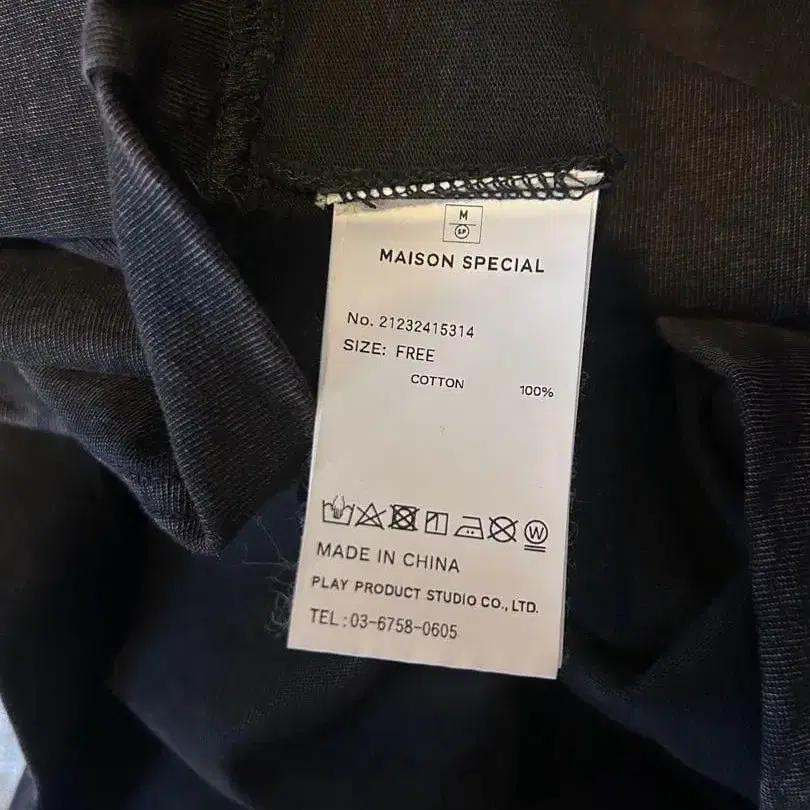 M
SP
MAISON SPECIAL
No. 21232415314
SIZE: FREE
COTTON 100%
W
MADE IN CHINA
PLAY PRODUCT STUDIO CO., LTD.
TEL:03-6758-0605